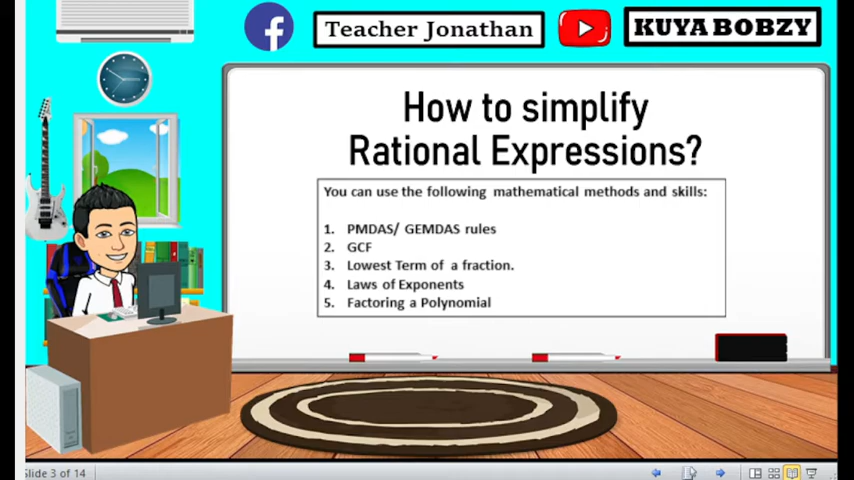 Teacher Jonathan
KUYA BOBZY
How to simplify
Rational Expressions?
You can use the following mathematical methods and skills:
1. PMDAS/ GEMDAS rules
2. GCF
3. Lowest Term of a fraction.
4. Laws of Exponents
5. Factoring a Polynomial
Slide 3 of 14